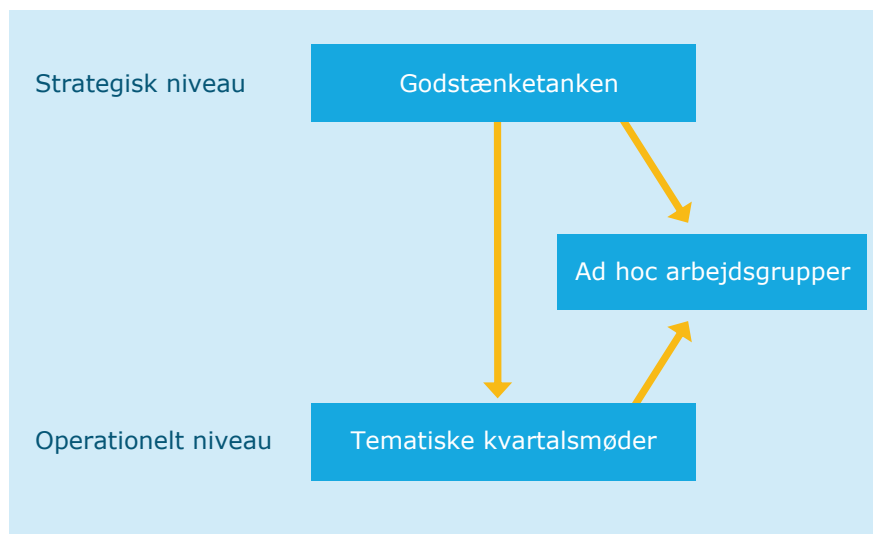 Strategisk niveau
Godstænketanken
Ad hoc arbejdsgrupper
Operationelt niveau
Tematiske kvartalsmøder